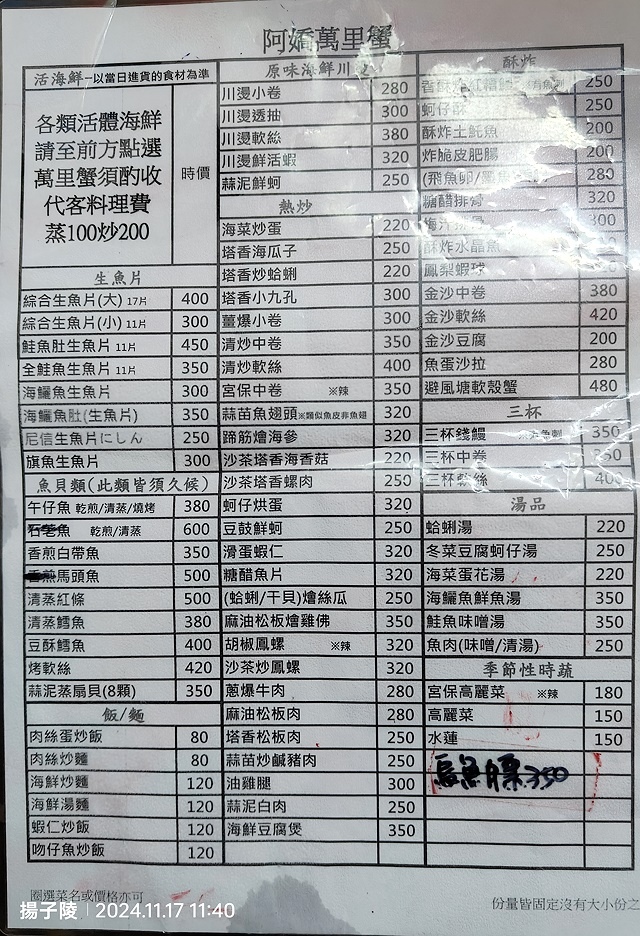 阿嬌萬里蟹
活海鮮–以當日進貨的食材為準
各類活體海鮮
請至前方點選
萬里蟹須酌收
代客料理費
蒸100炒200
時價
生魚片
綜合生魚片(大) 17片 400
綜合生魚片(小) 11片 300
鮭魚肚生魚片 11片 450
全鮭魚生魚片 11片 350
海鱺魚生魚片 300
海鱺魚肚(生魚片) 350
尼信生魚片にしん 250
旗魚生魚片 300
魚貝類(此類皆須久候)
午仔魚 乾煎/清蒸/燒烤 380
乾煎/清蒸 600
香煎白帶魚 350
馬頭魚 500
清蒸紅條 500
清蒸鱈魚 380
豆酥鱈魚 400
烤軟絲 420
蒜泥蒸扇貝(8顆) 350
飯/麵
肉絲蛋炒飯 80
肉絲炒麵 80
海鮮炒麵 120
海鮮湯麵 120
蝦仁炒飯 120
吻仔魚炒飯 120
原味海鮮川
川燙小卷 280
川燙透抽 300
川燙軟絲 380
川燙鮮活蝦 320
蒜泥鮮蚵 250
熱炒
海菜炒蛋 220
塔香海瓜子 250
塔香炒蛤蜊 220
塔香小九孔 300
薑爆小卷 300
清炒中卷 350
清炒軟絲 400
宮保中卷 ※辣 350
蒜苗魚翅頭※類似魚皮非魚翅 320
蹄筋燴海參 320
沙茶塔香海香菇 220
沙茶塔香螺肉 250
蚵仔烘蛋 320
豆鼓鮮蚵 250
滑蛋蝦仁 320
糖醋魚片 320
(蛤蜊/干貝)燴絲瓜 250
麻油松板燴雞佛 350
胡椒鳳螺 ※辣 320
沙茶炒鳳螺 320
蔥爆牛肉 280
麻油松板肉 280
塔香松板肉 250
蒜苗炒鹹豬肉 250
油雞腿 300
蒜泥白肉 250
海鮮豆腐煲 350
酥炸
250
蚵仔酥 250
酥炸土魠魚 200
炸脆皮肥腸 200
(飛魚卵/ 280
糖醋排骨 320
梅汁排骨 300
酥炸水晶魚
鳳梨蝦球
金沙中卷 380
金沙軟絲 420
金沙豆腐 200
魚蛋沙拉 280
避風塘軟殼蟹 480
三杯
三杯錢鰻 350
三杯中卷 350
三杯軟絲 400
湯品
蛤蜊湯 220
冬菜豆腐蚵仔湯 250
海菜蛋花湯 220
海鱺魚鮮魚湯 350
鮭魚味噌湯 350
魚肉(味噌/清湯) 250
季節性時蔬
宮保高麗菜 ※辣 180
高麗菜 150
水蓮 150
烏魚膘350
圈選菜名或價格亦可
份量皆固定沒有大小份之
揚子陵 2024.11.17 11:40